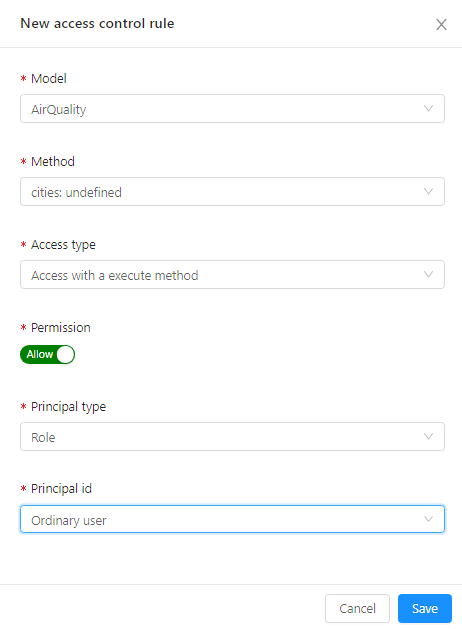 New access control rule
* Model
AirQuality
* Method
cities: undefined
* Access type
Access with a execute method
* Permission
Allow
* Principal type
Role
* Principal id
Ordinary user
Cancel Save